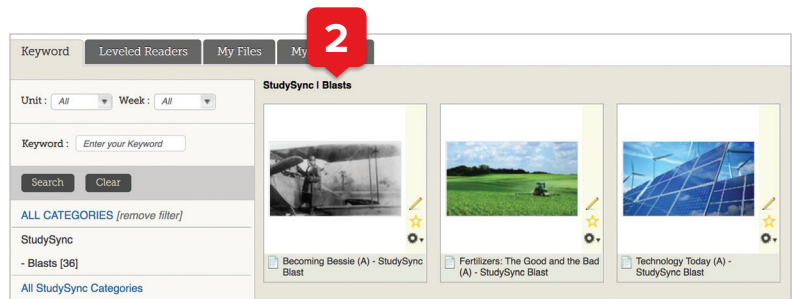 2
Keyword
Leveled Readers
My Files
My
StudySync | Blasts
Unit :
All
Week :
All
Keyword :
Enter your Keyword
Search
Clear
ALL CATEGORIES [remove filter]
StudySync
- Blasts [36]
All StudySync Categories
Becoming Bessie (A) - StudySync
Blast
Fertilizers: The Good and the Bad
(A) - StudySync Blast
Technology Today (A) -
StudySync Blast